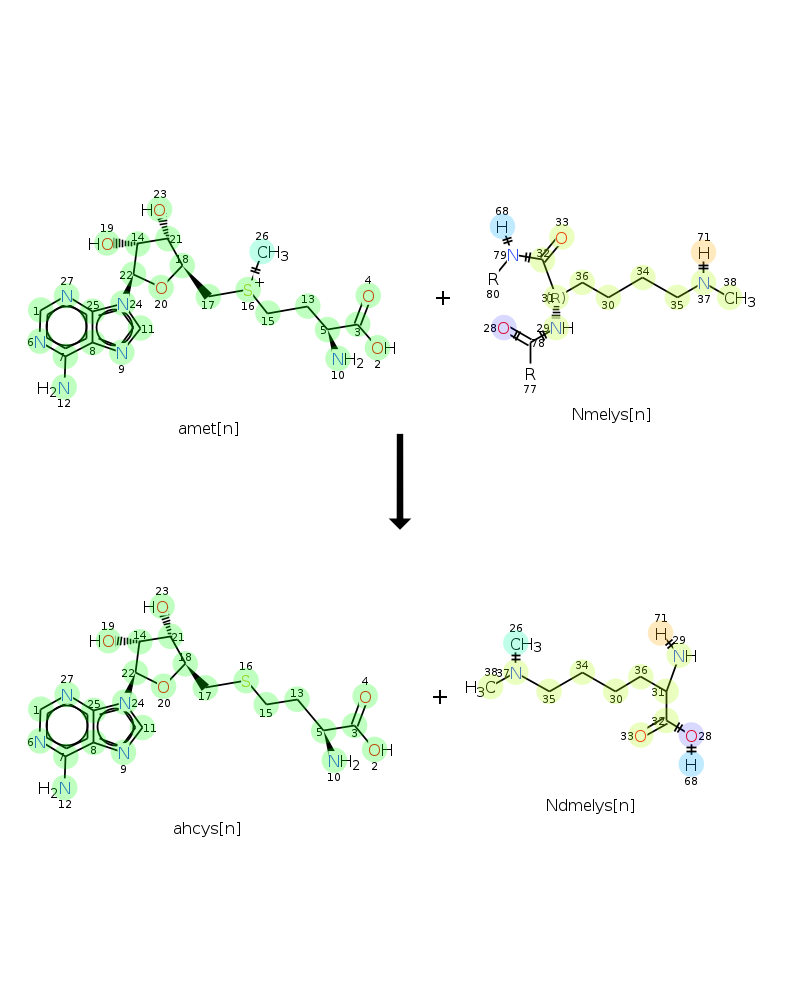 23
HO
19
HO
14
21
18
22
O
20
17
26
CH3
S
+
16
15
13
5
3
4
O
OH
2
NH2
10
27
N
25
N
24
1
11
6
N
8
7
N
9
H2N
12
amet[n]
+
68
H
33
O
79
N
32
R
80
31
(R)
36
30
34
35
71
H
N
37
38
CH3
28
O
29
NH
78
R
77
Nmelys[n]
23
HO
19
HO
14
21
18
22
O
20
17
16
S
15
13
5
3
4
O
OH
2
NH2
10
27
N
25
N
24
1
11
6
N
8
7
N
9
H2N
12
ahcys[n]
+
26
CH3
38
37
H3C
N
35
34
30
36
31
71
H
29
NH
32
33
O
O
28
H
68
Ndmelys[n]